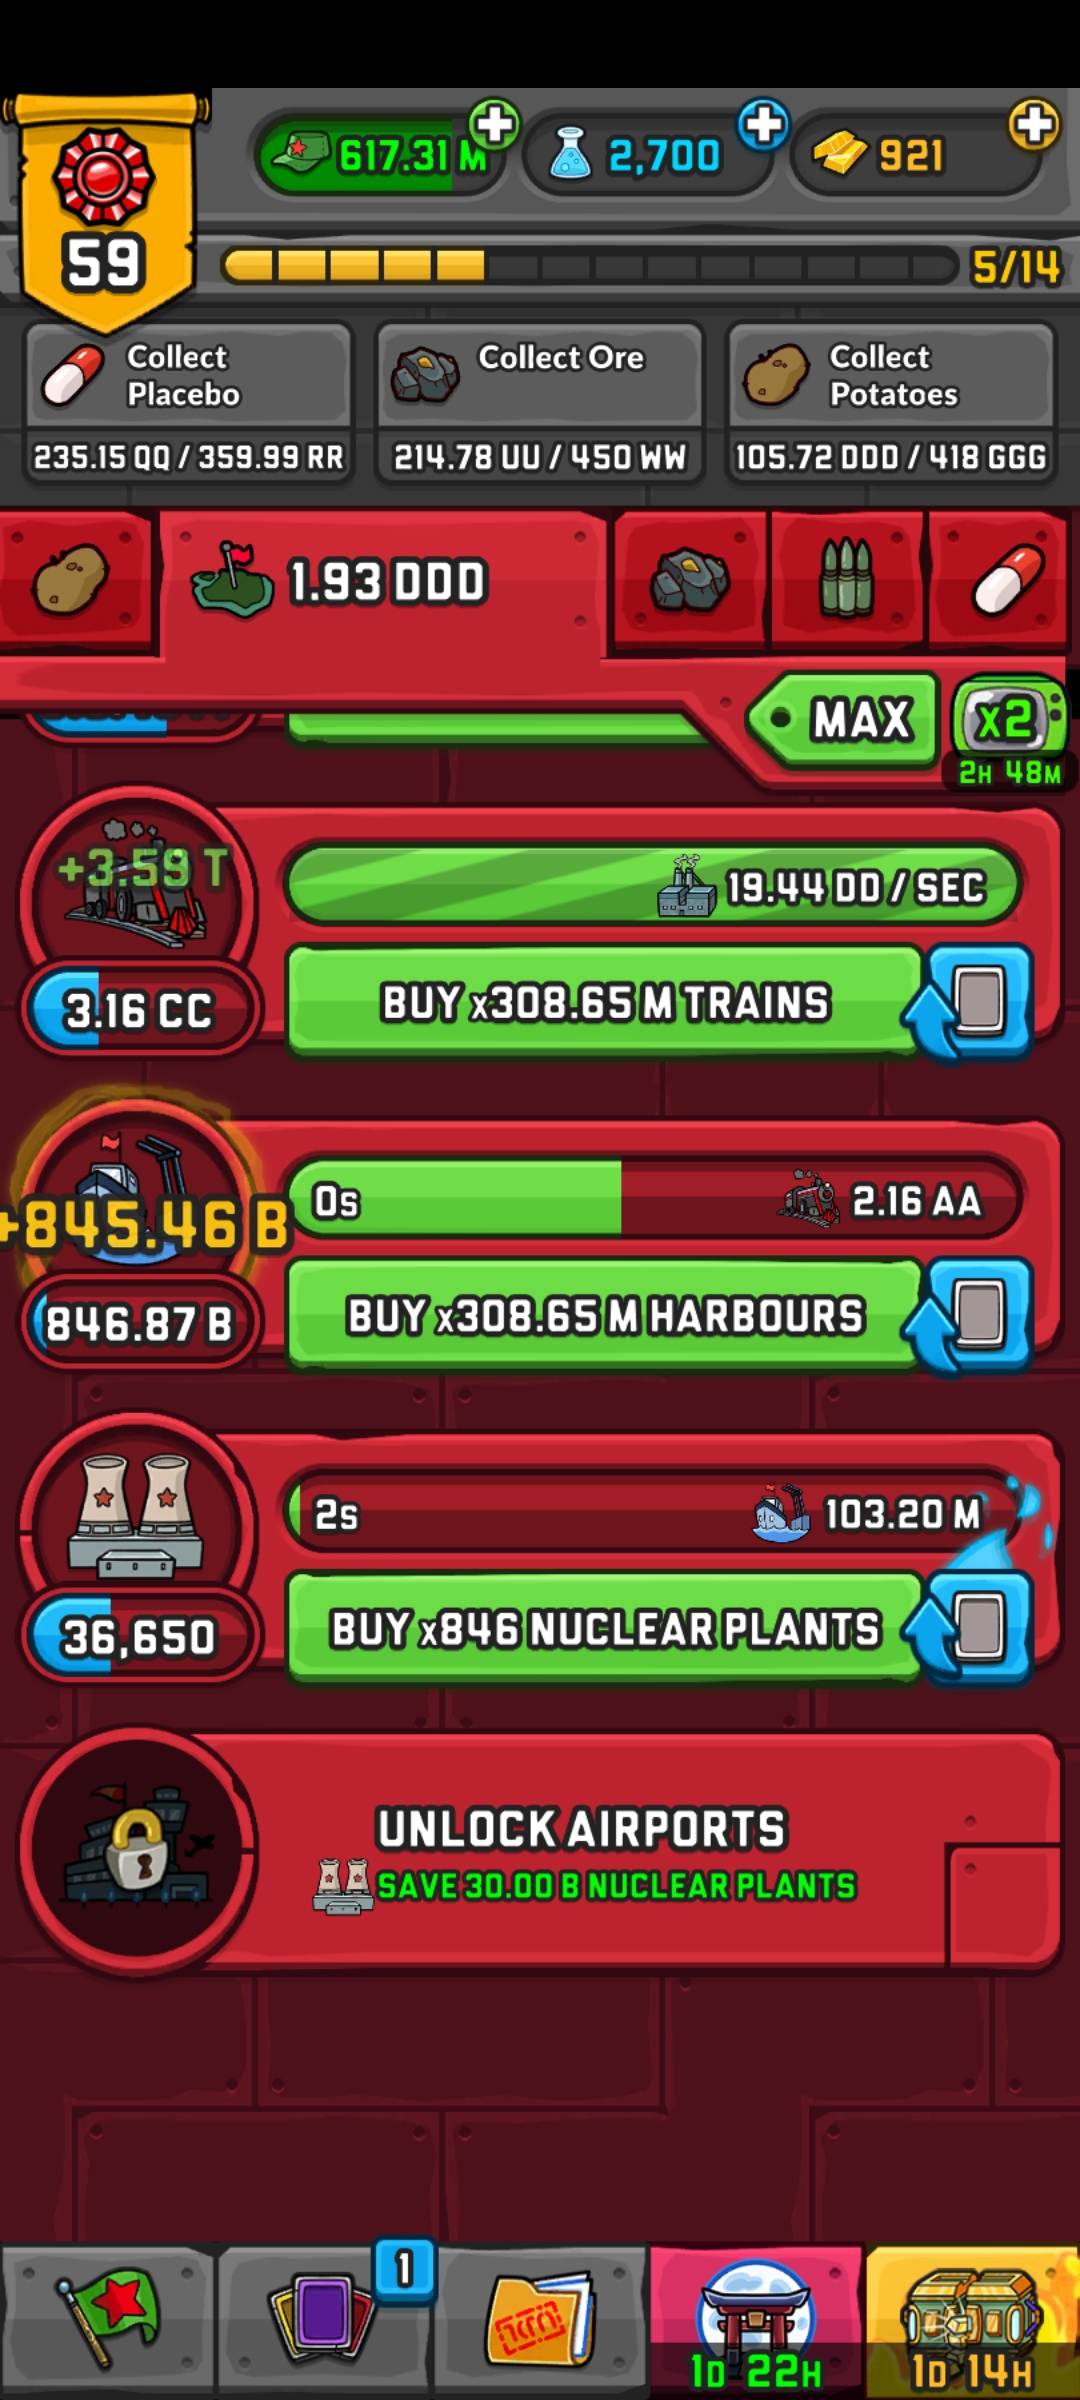 617.31 M
2,700
921
59
5/14
Collect
Placebo
235.15 QQ / 359.99 RR
Collect Ore
214.78 UU / 450 WW
Collect
Potatoes
105.72 DDD / 418 GGG
1.93 DDD
MAX
x2
2H 48M
+3.59 T
19.44 DD / SEC
3.16 CC
BUY x308.65 M TRAINS
+845.46 B
0s
2.16 AA
846.87 B
BUY x308.65 M HARBOURS
2s
103.20 M
36,650
BUY x846 NUCLEAR PLANTS
UNLOCK AIRPORTS
SAVE 30.00 B NUCLEAR PLANTS
1
1D 22H
1D 14H